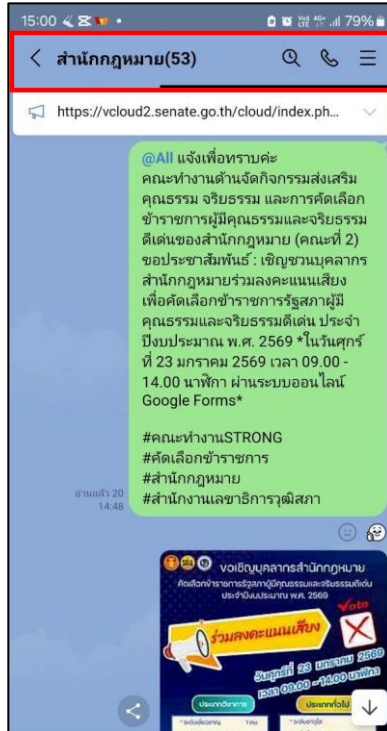 15:00
79%
สำนักกฎหมาย(53)
https://vcloud2.senate.go.th/cloud/index.ph...
@All แจ้งเพื่อทราบค่ะ
คณะทำงานด้านจัดกิจกรรมส่งเสริม
คุณธรรม จริยธรรม และการคัดเลือก
ข้าราชการผู้มีคุณธรรมและจริยธรรม
ดีเด่นของสำนักกฎหมาย (คณะที่ 2)
ขอประชาสัมพันธ์ : เชิญชวนบุคลากร
สำนักกฎหมายร่วมลงคะแนนเสียง
เพื่อคัดเลือกข้าราชการรัฐสภาผู้มี
คุณธรรมและจริยธรรมดีเด่น ประจำ
ปีงบประมาณ พ.ศ. 2569 *ในวันศุกร์
ที่ 23 มกราคม 2569 เวลา 09.00 -
14.00 นาฬิกา ผ่านระบบออนไลน์
Google Forms*
#คณะทำงานSTRONG
#คัดเลือกข้าราชการ
#สำนักกฎหมาย
#สำนักงานเลขาธิการวุฒิสภา
อ่านแล้ว 20
14:48
ขอเชิญบุคลากรสำนักกฎหมาย
คัดเลือกข้าราชการรัฐสภาผู้มีคุณธรรมและจริยธรรมดีเด่น
ประจำปีงบประมาณ พ.ศ. 2569
Vote
ร่วมลงคะแนนเสียง
วันศุกร์ที่ 23 มกราคม 2569
เวลา 09.00 -14.00 นาฬิกา
ประเภทวิชาการ
ประเภททั่วไป